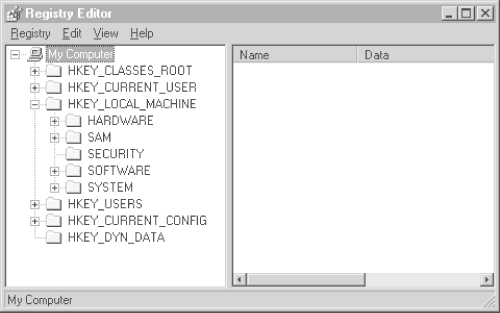 Registry Editor
Registry Edit View Help
My Computer
HKEY_CLASSES_ROOT
HKEY_CURRENT_USER
HKEY_LOCAL_MACHINE
HARDWARE
SAM
SECURITY
SOFTWARE
SYSTEM
HKEY_USERS
HKEY_CURRENT_CONFIG
HKEY_DYN_DATA
Name Data
My Computer